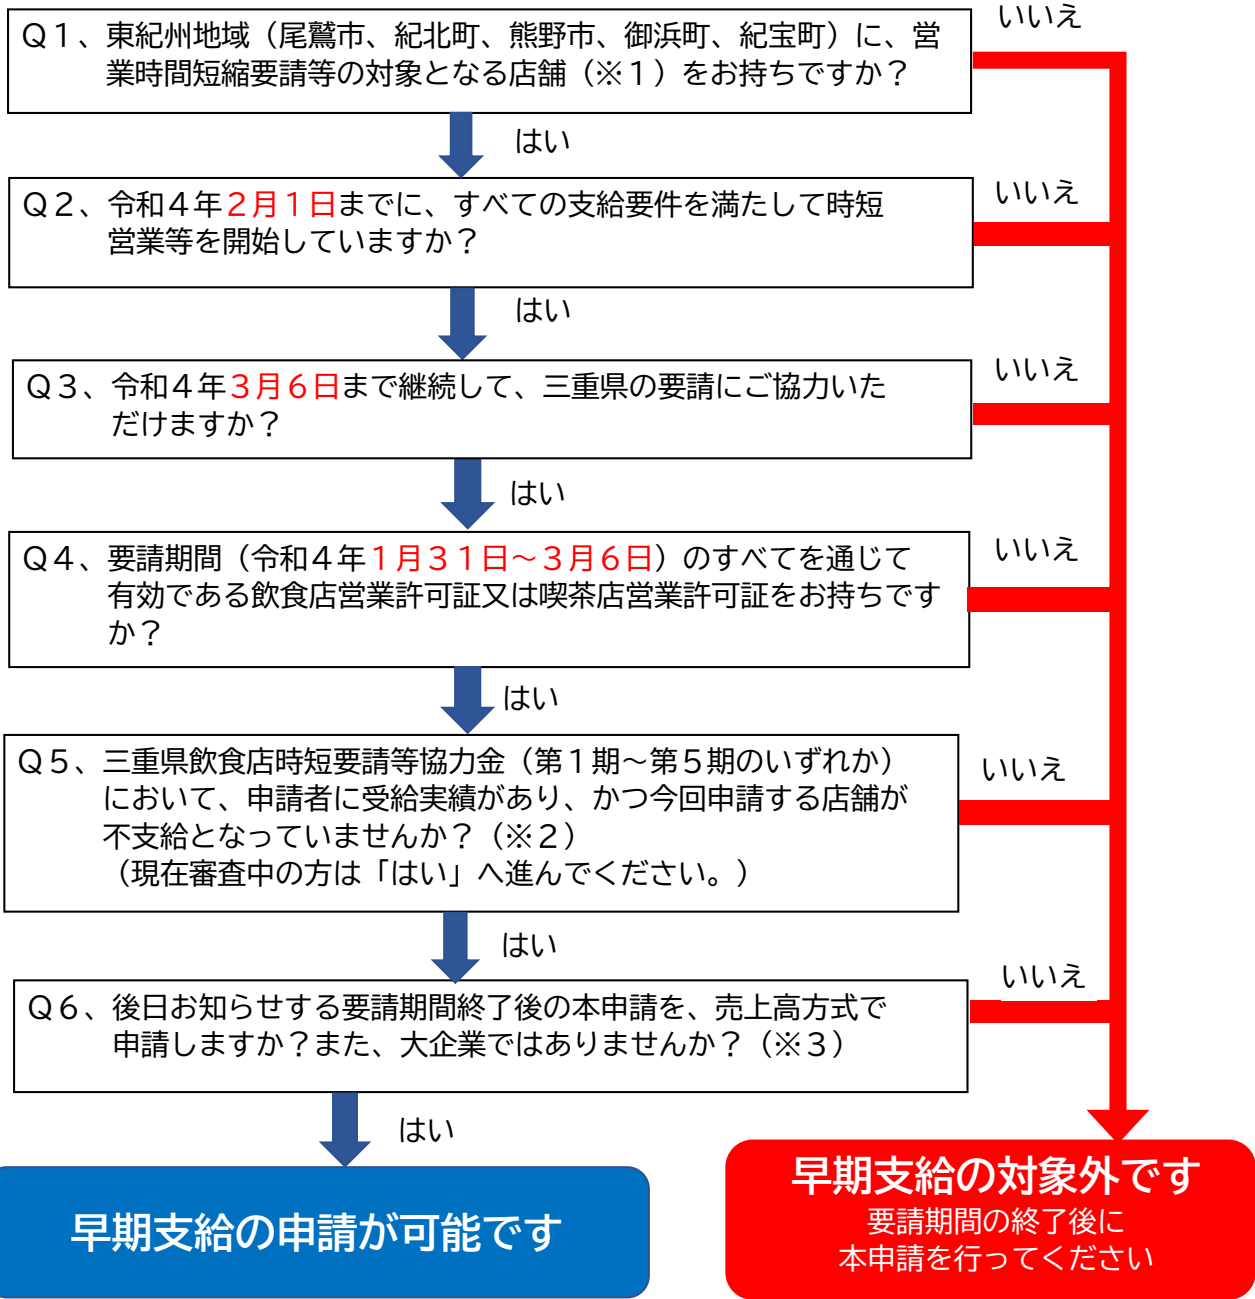 いいえ
Q1、東紀州地域（尾鷲市、紀北町、熊野市、御浜町、紀宝町）に、営
業時間短縮要請等の対象となる店舗（※1）をお持ちですか？
はい
いいえ
Q2、令和4年2月1日までに、すべての支給要件を満たして時短
営業等を開始していますか？
はい
いいえ
Q3、令和4年3月6日まで継続して、三重県の要請にご協力いた
だけますか？
はい
いいえ
Q4、要請期間（令和4年1月31日～3月6日）のすべてを通じて
有効である飲食店営業許可証又は喫茶店営業許可証をお持ちです
か？
はい
いいえ
Q5、三重県飲食店時短要請等協力金（第1期～第5期のいずれか）
において、申請者に受給実績があり、かつ今回申請する店舗が
不支給となっていませんか？（※2）
（現在審査中の方は「はい」へ進んでください。）
はい
いいえ
Q6、後日お知らせする要請期間終了後の本申請を、売上高方式で
申請しますか？また、大企業ではありませんか？（※3）
はい
早期支給の申請が可能です
早期支給の対象外です
要請期間の終了後に
本申請を行ってください